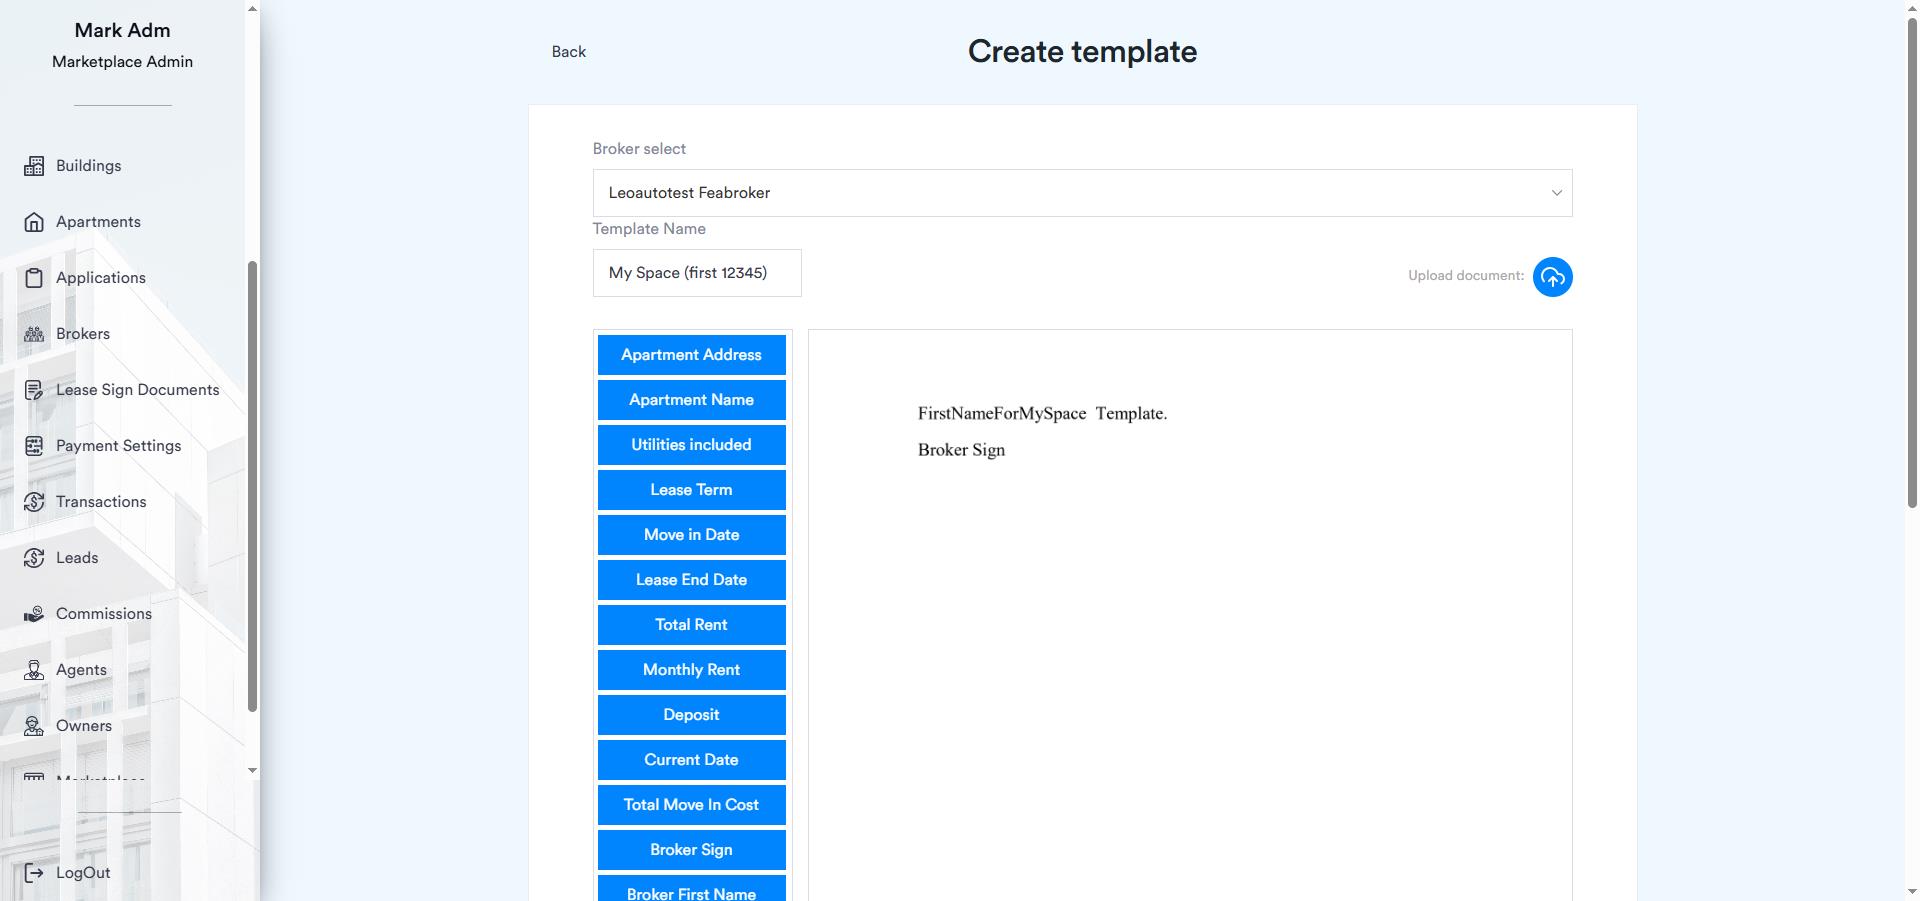 Mark Adm
Marketplace Admin
Buildings
Apartments
Applications
Brokers
Lease Sign Documents
Payment Settings
Transactions
Leads
Commissions
Agents
Owners
Marketplace
LogOut
Back
Create template
Broker select
Leoautotest Feabroker
Template Name
My Space (first 12345)
Upload document:
Apartment Address
Apartment Name
Utilities included
Lease Term
Move in Date
Lease End Date
Total Rent
Monthly Rent
Deposit
Current Date
Total Move In Cost
Broker Sign
Broker First Name
FirstNameForMySpace Template.
Broker Sign